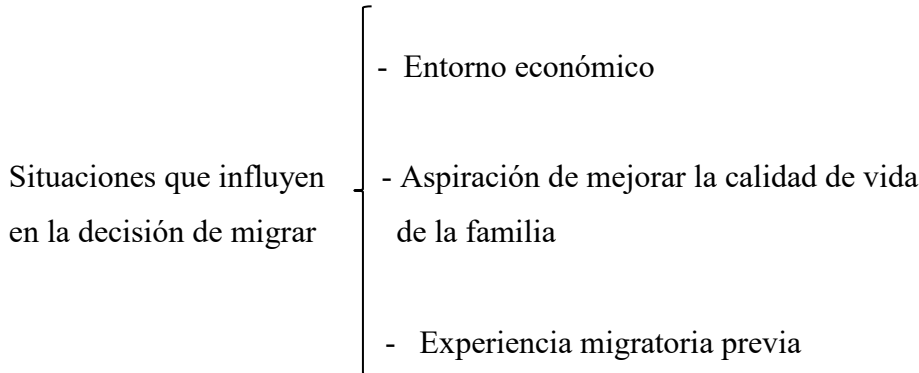 - Entorno económico
Situaciones que influyen
en la decisión de migrar
- Aspiración de mejorar la calidad de vida
de la familia
- Experiencia migratoria previa